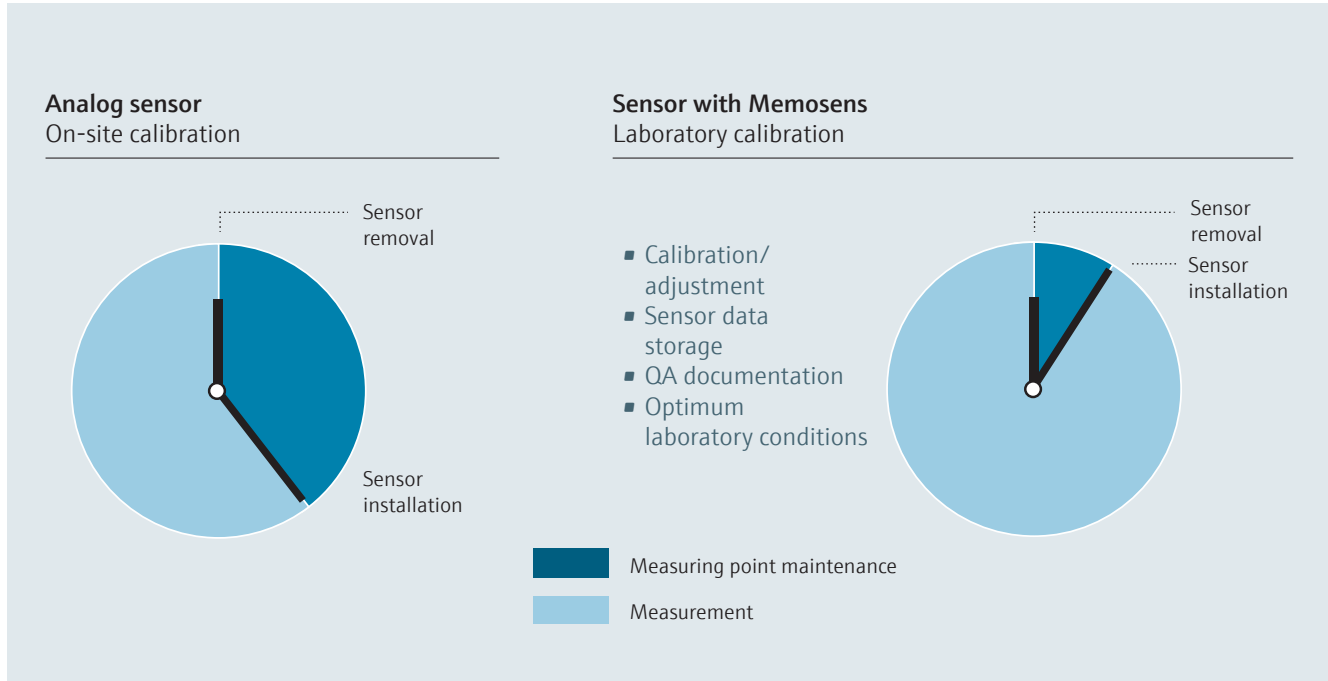 Analog sensor
On-site calibration
Sensor
removal
Sensor
installation
Sensor with Memosens
Laboratory calibration
▪ Calibration/
adjustment
▪ Sensor data
storage
▪ QA documentation
▪ Optimum
laboratory conditions
Sensor
removal
Sensor
installation
Measuring point maintenance
Measurement